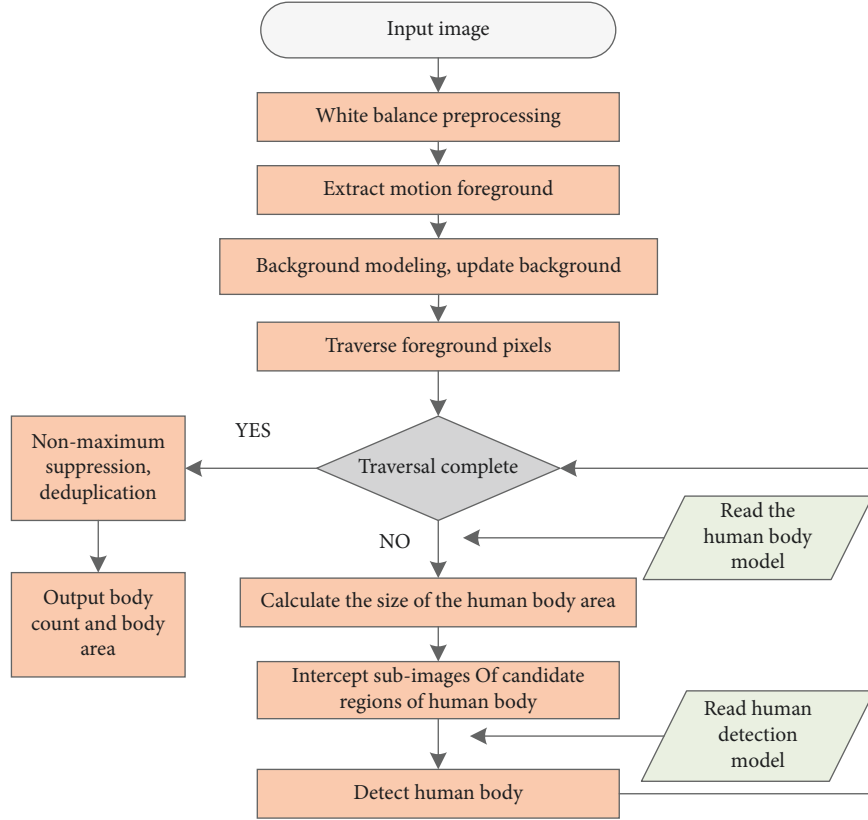 Input image
White balance preprocessing
Extract motion foreground
Background modeling, update background
Traverse foreground pixels
YES
Non-maximum
suppression,
deduplication
Traversal complete
Read the
human body
model
NO
Output body
count and body
area
Calculate the size of the human body area
Intercept sub-images Of candidate
regions of human body
Read human
detection
model
Detect human body